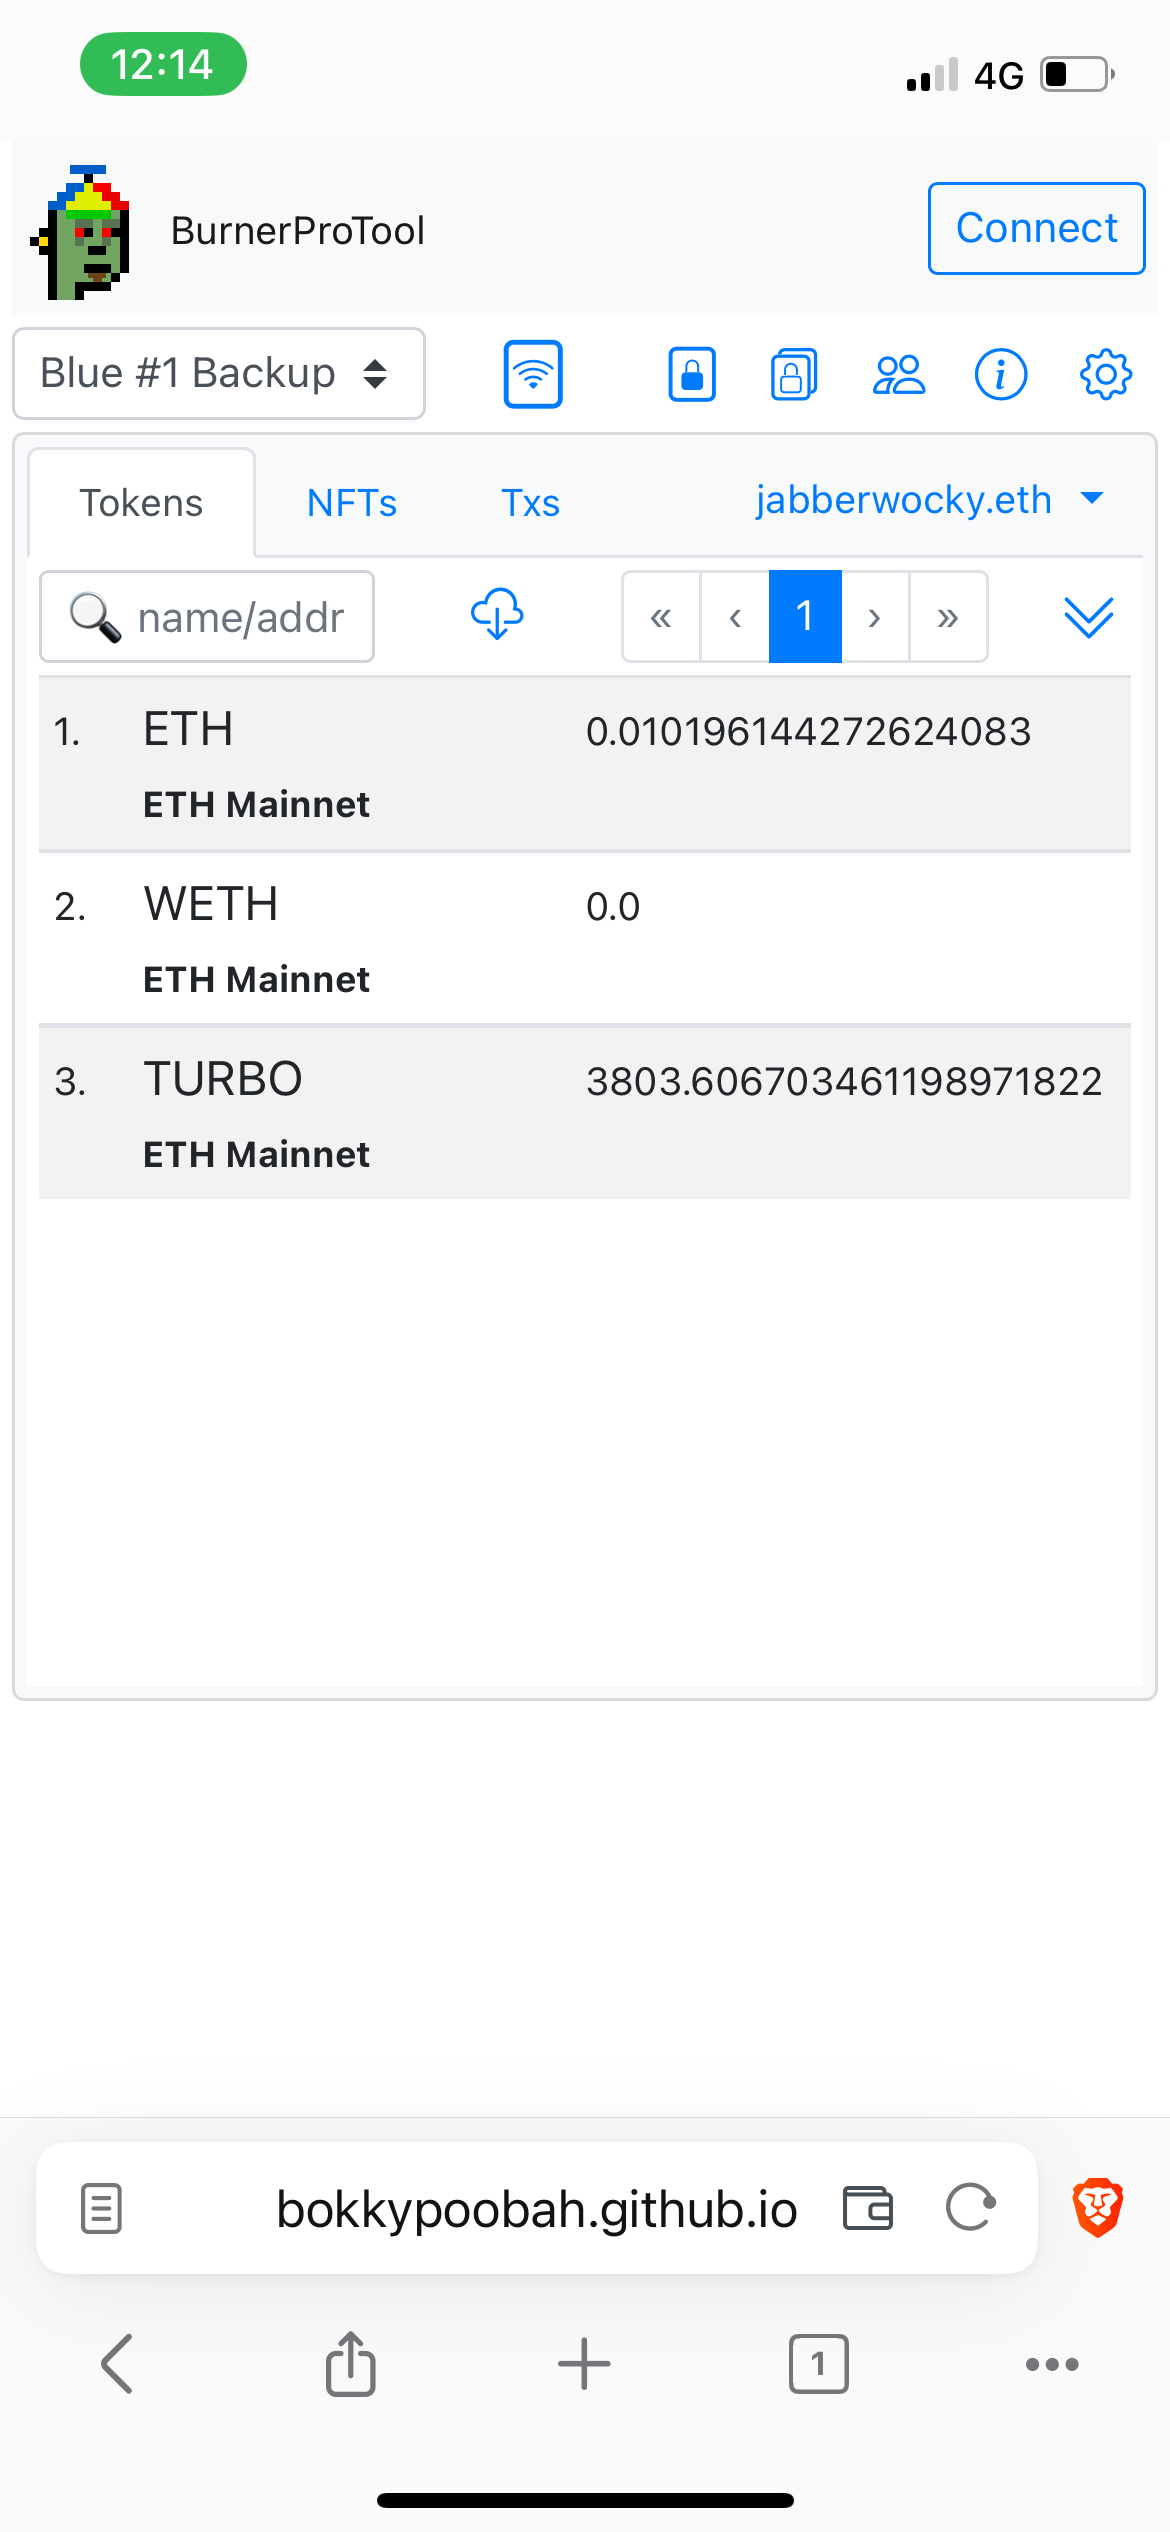 12:14 4G
BurnerProTool Connect
Blue #1 Backup
Tokens NFTs Txs jabberwocky.eth
name/addr « ‹ 1 › »
1. ETH 0.010196144272624083
ETH Mainnet
2. WETH 0.0
ETH Mainnet
3. TURBO 3803.606703461198971822
ETH Mainnet
bokkypoobah.github.io
1